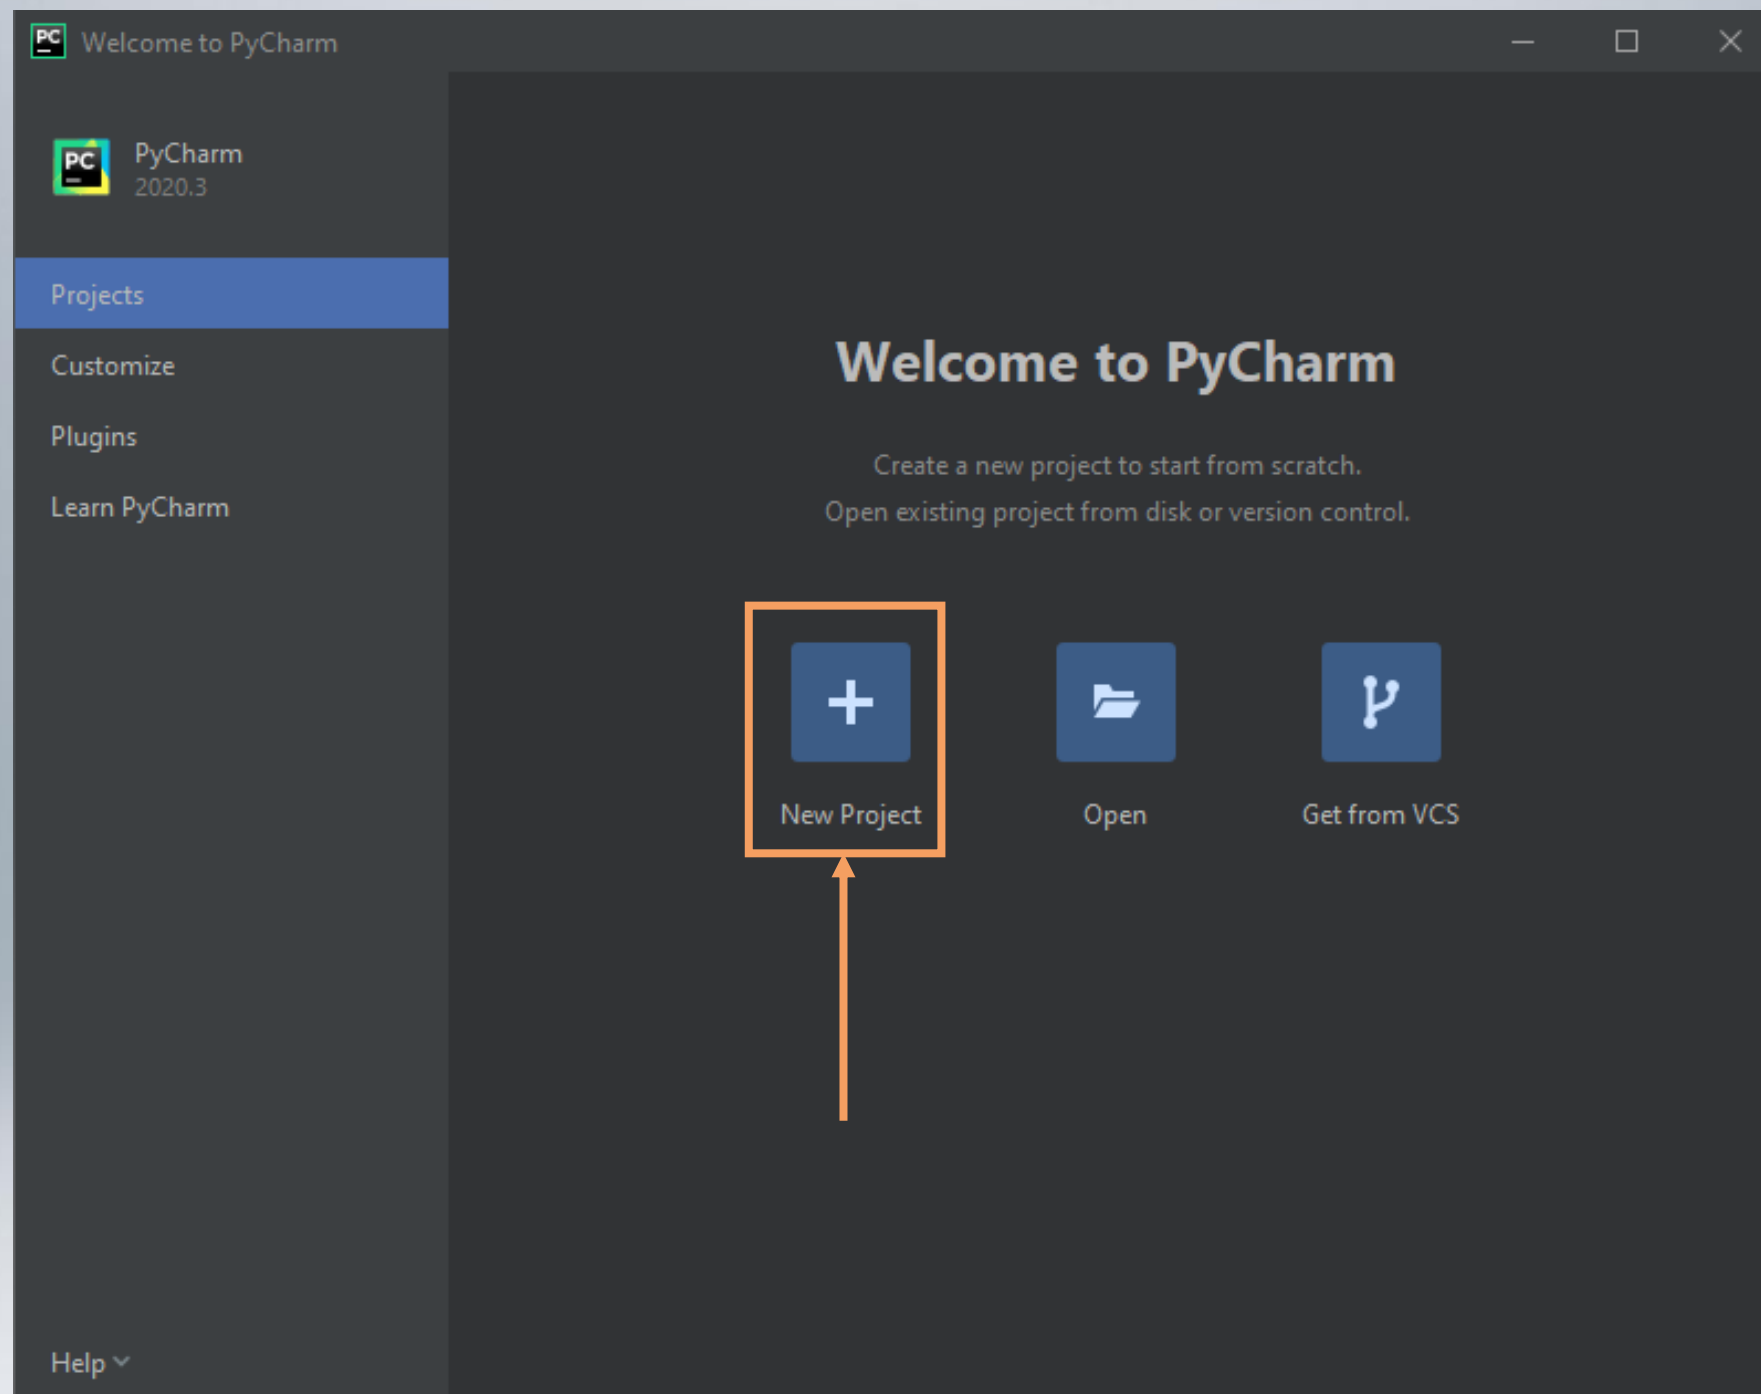 PC Welcome to PyCharm
PC
PyCharm
2020.3
Projects
Customize
Plugins
Learn PyCharm
Help
Welcome to PyCharm
Create a new project to start from scratch.
Open existing project from disk or version control.
New Project
Open
Get from VCS